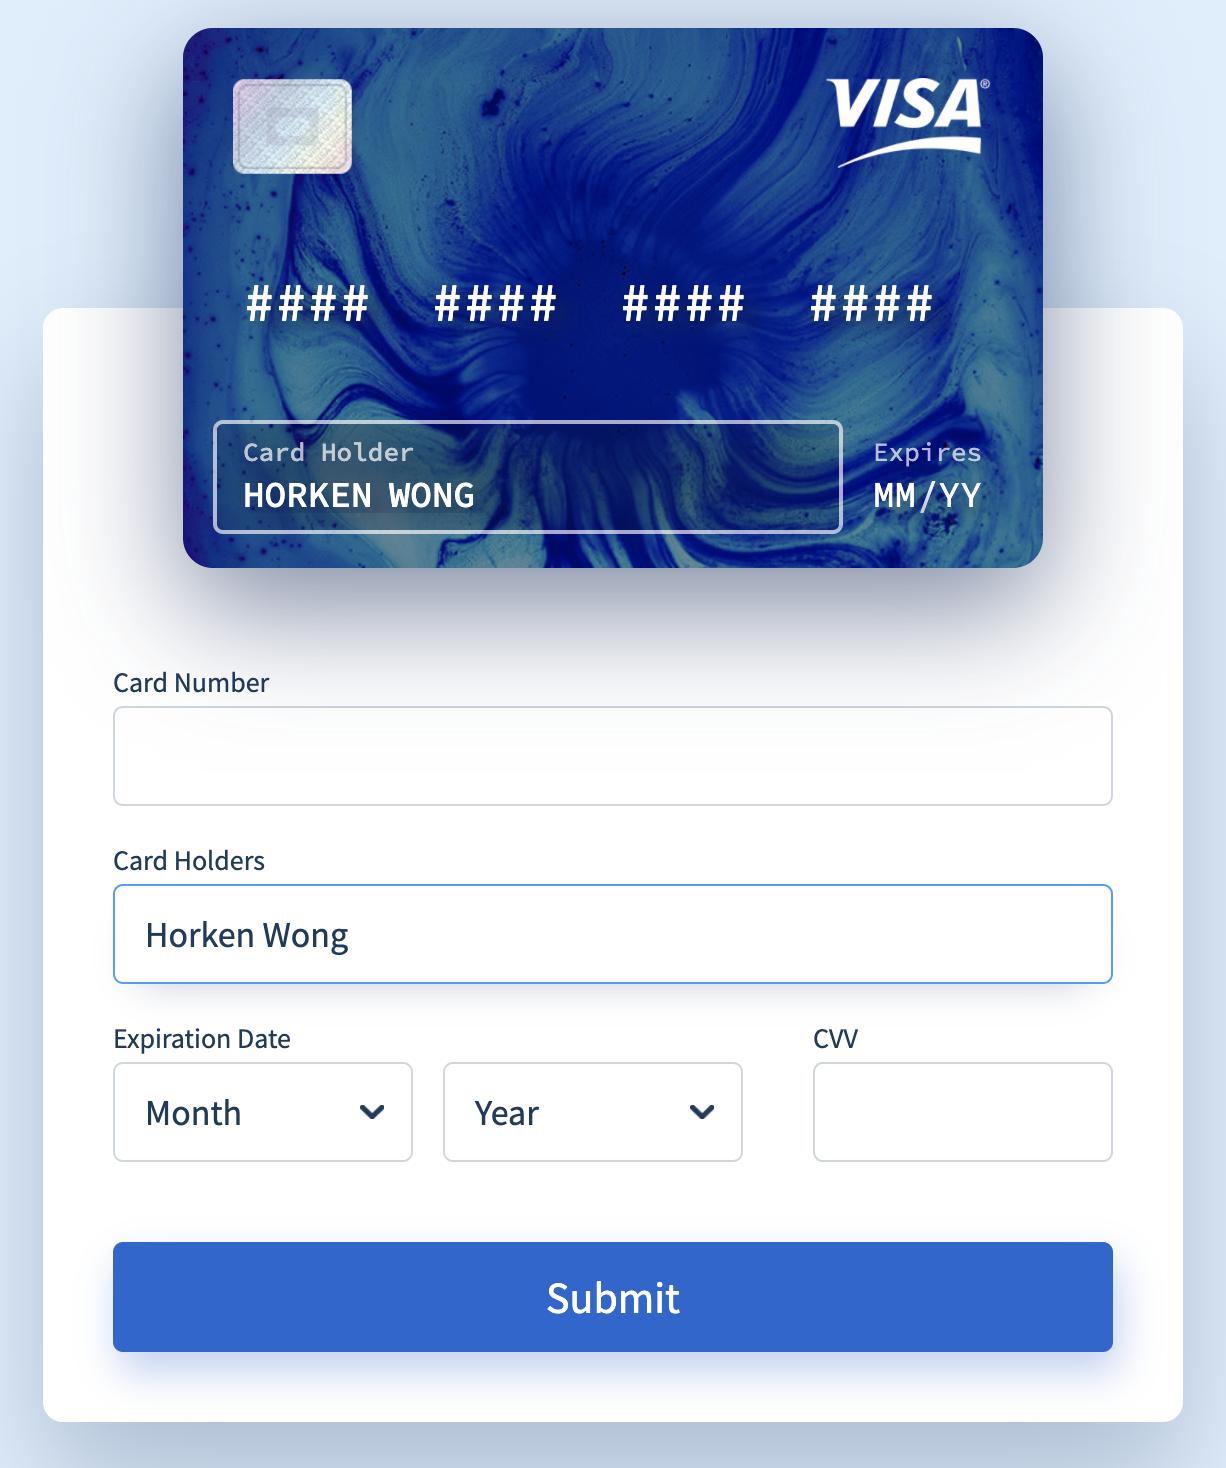 VISA®
#### #### #### ####
Card Holder
HORKEN WONG
Expires
MM/YY
Card Number
Card Holders
Horken Wong
Expiration Date
CVV
Month
Year
Submit